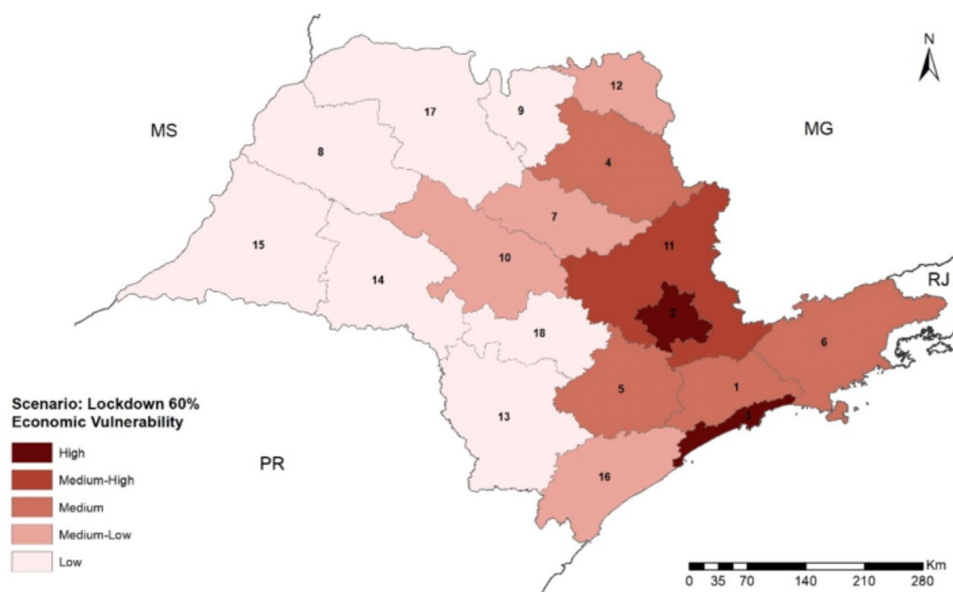 N
12
17
9
MS
MG
8
4
7
11
15
10
14
RJ
2
18
6
5
1
3
13
16
PR
Scenario: Lockdown 60%
Economic Vulnerability
High
Medium-High
Medium
Medium-Low
Low
Km
0 35 70 140 210 280